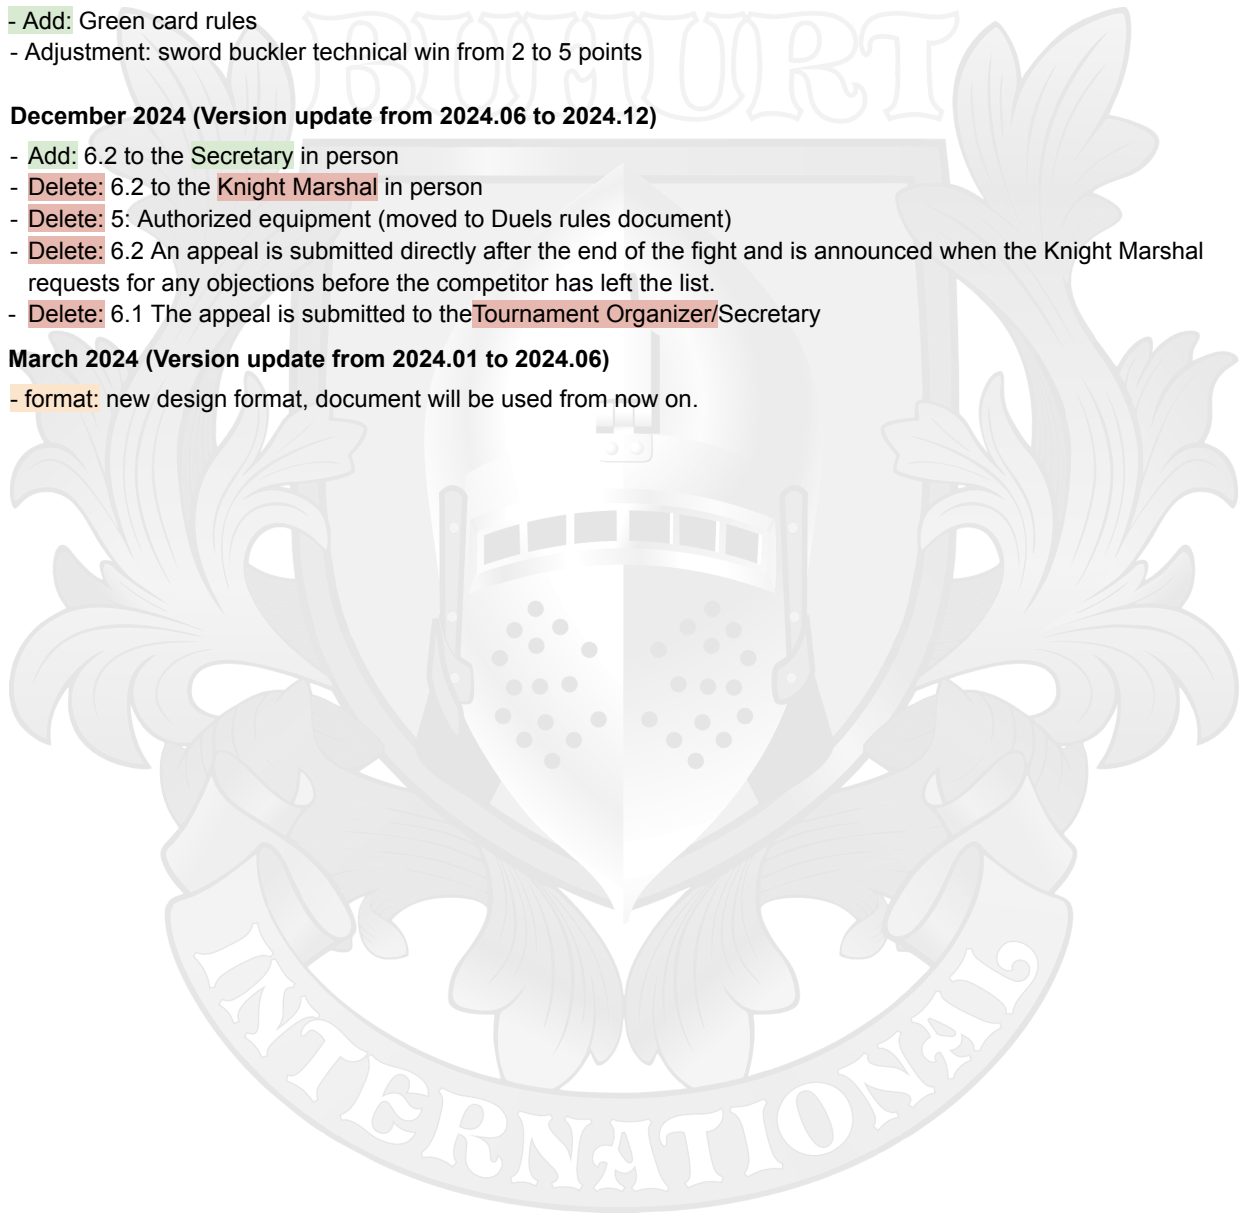 BUHURT
- Add: Green card rules
- Adjustment: sword buckler technical win from 2 to 5 points
December 2024 (Version update from 2024.06 to 2024.12)
- Add: 6.2 to the Secretary in person
- Delete: 6.2 to the Knight Marshal in person
- Delete: 5: Authorized equipment (moved to Duels rules document)
- Delete: 6.2 An appeal is submitted directly after the end of the fight and is announced when the Knight Marshal
requests for any objections before the competitor has left the list.
- Delete: 6.1 The appeal is submitted to theTournament Organizer/Secretary
March 2024 (Version update from 2024.01 to 2024.06)
- format: new design format, document will be used from now on.
INTERNATIONAL